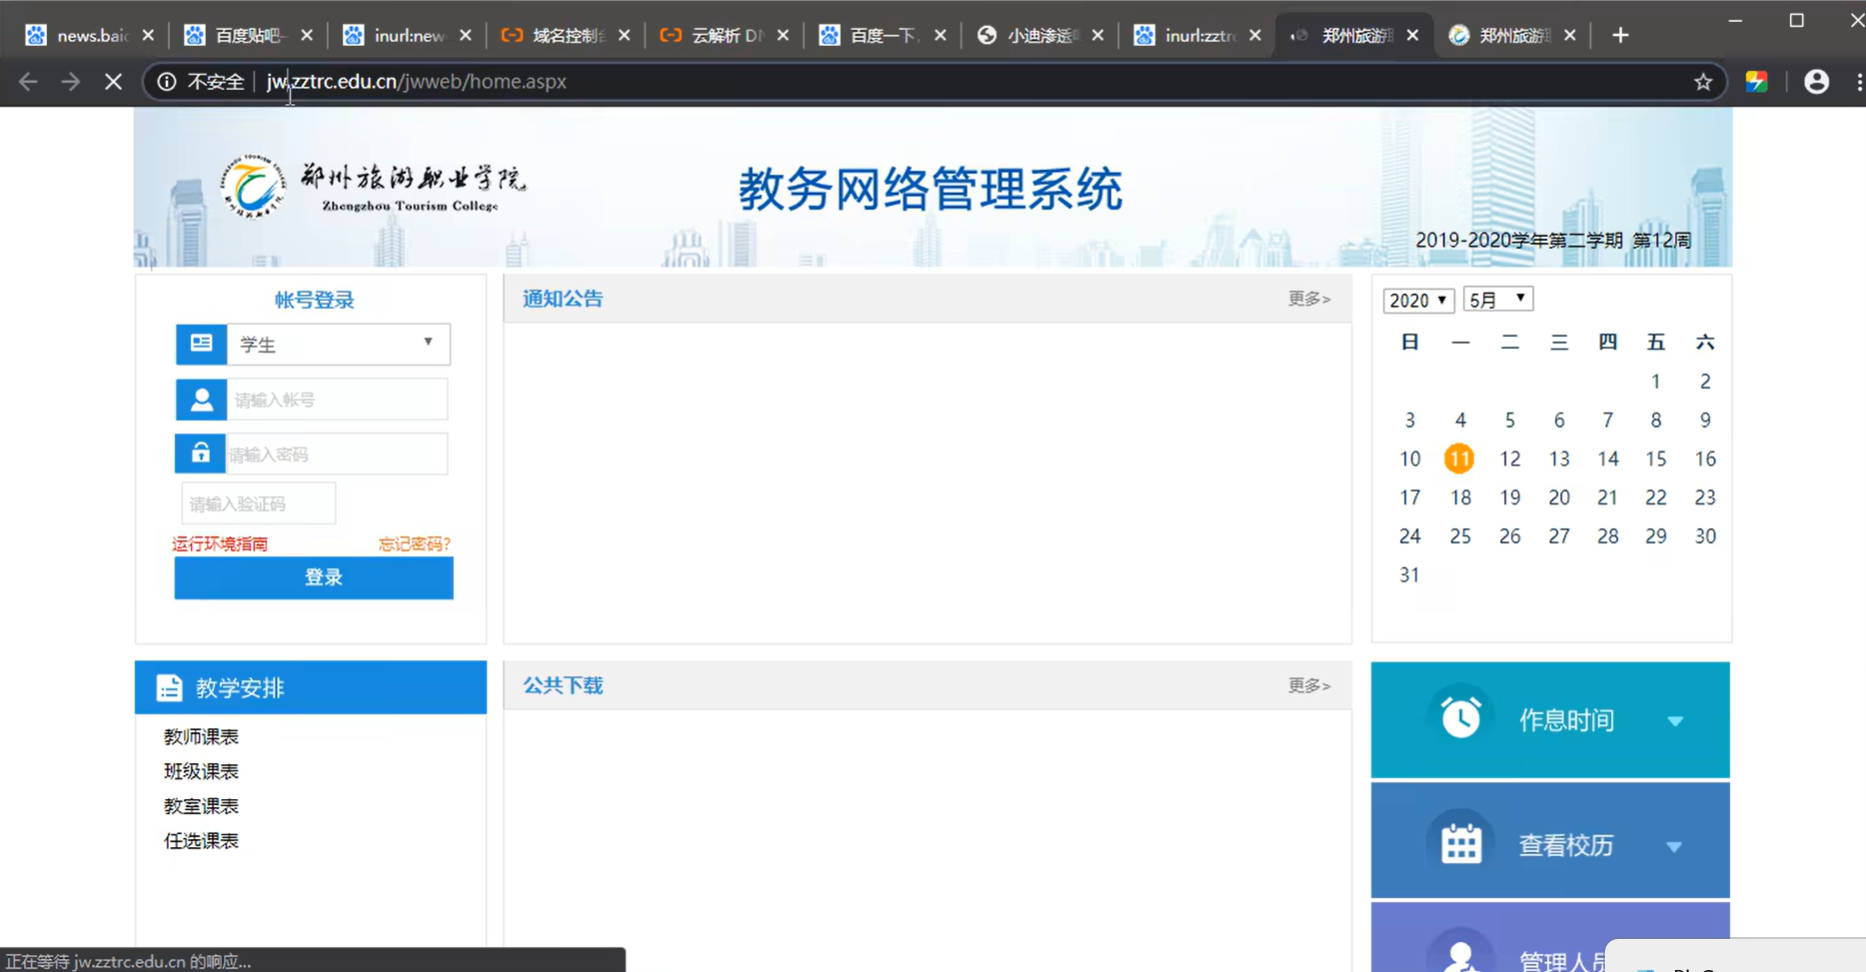 news.baid
百度贴吧-
inurl:new
域名控制台
云解析 DN
百度一下,
小迪渗透
inurl:zztr
郑州旅游职
郑州旅游职
不安全 jw.zztrc.edu.cn/jwweb/home.aspx
ZHENGZHOU TOURISM COLLEGE
郑州旅游职业学院
Zhengzhou Tourism College
教务网络管理系统
2019-2020学年第二学期 第12周
帐号登录
学生
请输入帐号
请输入密码
请输入验证码
运行环境指南 忘记密码?
登录
通知公告 更多>
2020 5月
日 一 二 三 四 五 六
1 2
3 4 5 6 7 8 9
10 11 12 13 14 15 16
17 18 19 20 21 22 23
24 25 26 27 28 29 30
31
教学安排
教师课表
班级课表
教室课表
任选课表
公共下载 更多>
作息时间
查看校历
管理人员
正在等待 jw.zztrc.edu.cn 的响应...